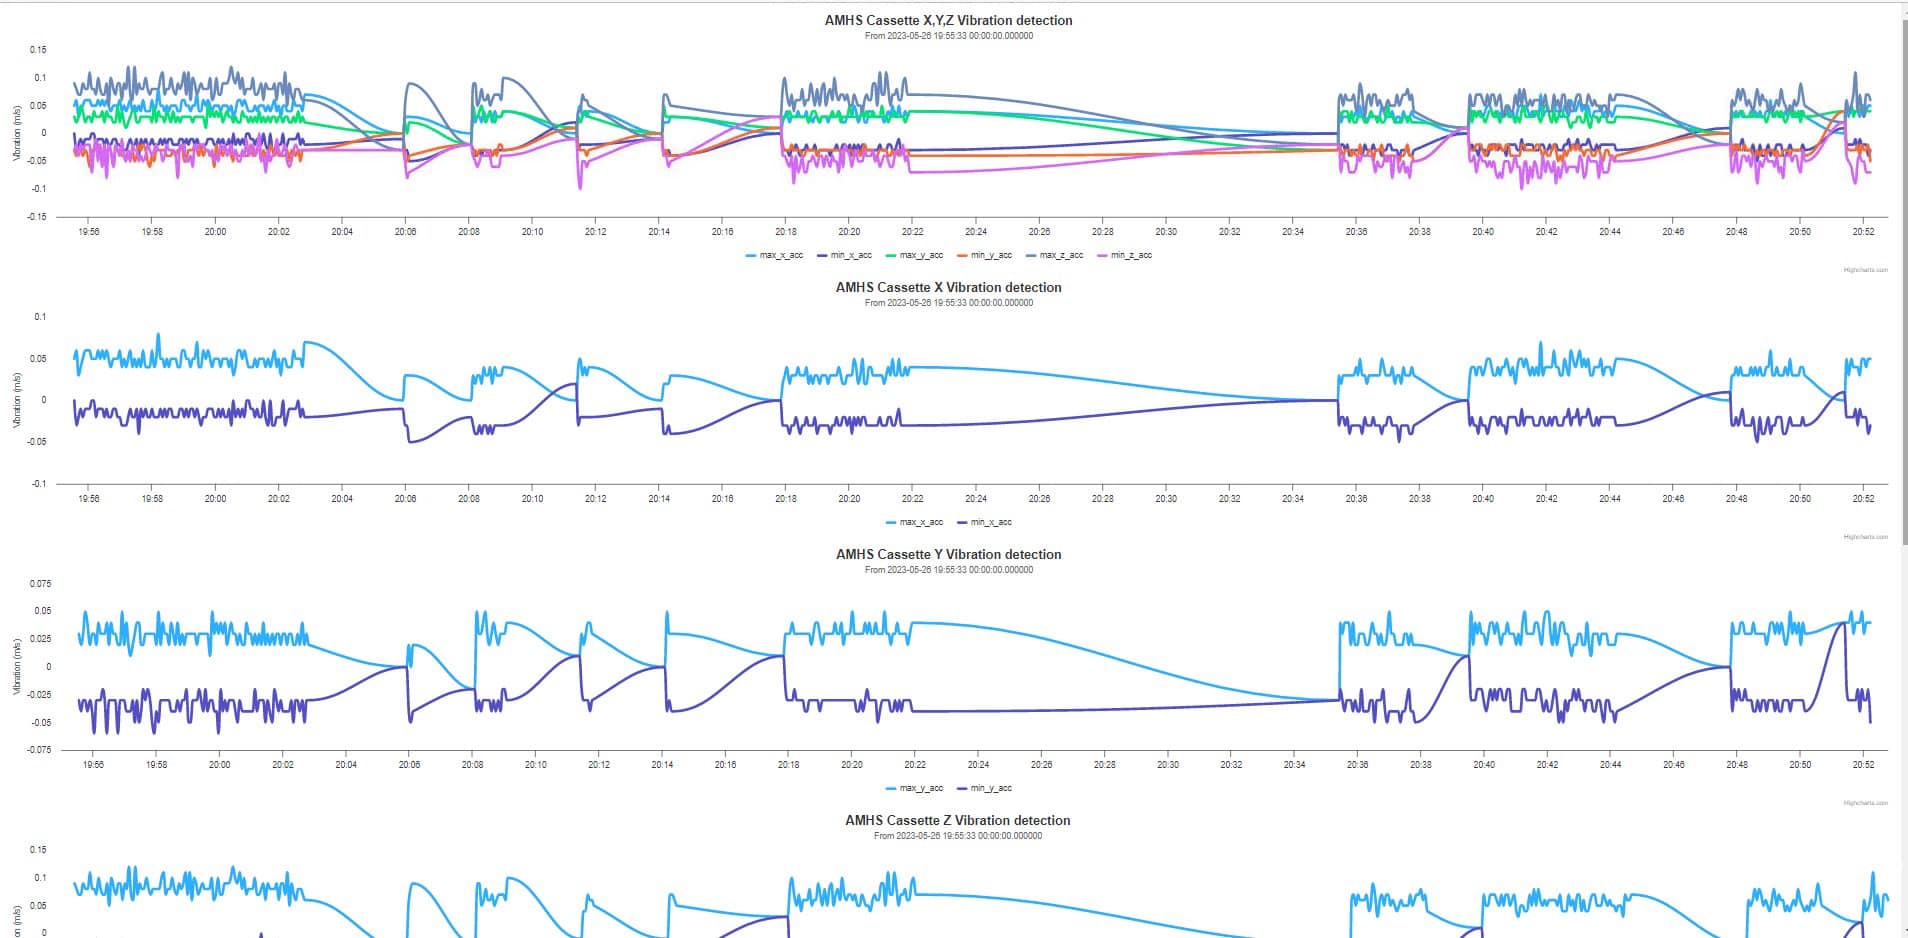 AMHS Cassette X,Y,Z Vibration detection
From 2023-05-26 19:55:33 00:00:00.000000
0.15
0.1
0.05
0
-0.05
-0.1
-0.15
Vibration (m/s)
19:56 19:58 20:00 20:02 20:04 20:06 20:08 20:10 20:12 20:14 20:16 20:18 20:20 20:22 20:24 20:26 20:28 20:30 20:32 20:34 20:36 20:38 20:40 20:42 20:44 20:46 20:48 20:50 20:52
max_x_acc min_x_acc max_y_acc min_y_acc max_z_acc min_z_acc
Highcharts.com
AMHS Cassette X Vibration detection
From 2023-05-26 19:55:33 00:00:00.000000
0.1
0.05
0
-0.05
-0.1
Vibration (m/s)
19:56 19:58 20:00 20:02 20:04 20:06 20:08 20:10 20:12 20:14 20:16 20:18 20:20 20:22 20:24 20:26 20:28 20:30 20:32 20:34 20:36 20:38 20:40 20:42 20:44 20:46 20:48 20:50 20:52
max_x_acc min_x_acc
Highcharts.com
AMHS Cassette Y Vibration detection
From 2023-05-26 19:55:33 00:00:00.000000
0.075
0.05
0.025
0
-0.025
-0.05
-0.075
Vibration (m/s)
19:56 19:58 20:00 20:02 20:04 20:06 20:08 20:10 20:12 20:14 20:16 20:18 20:20 20:22 20:24 20:26 20:28 20:30 20:32 20:34 20:36 20:38 20:40 20:42 20:44 20:46 20:48 20:50 20:52
max_y_acc min_y_acc
Highcharts.com
AMHS Cassette Z Vibration detection
From 2023-05-26 19:55:33 00:00:00.000000
0.15
0.1
0.05
0
on (m/s)